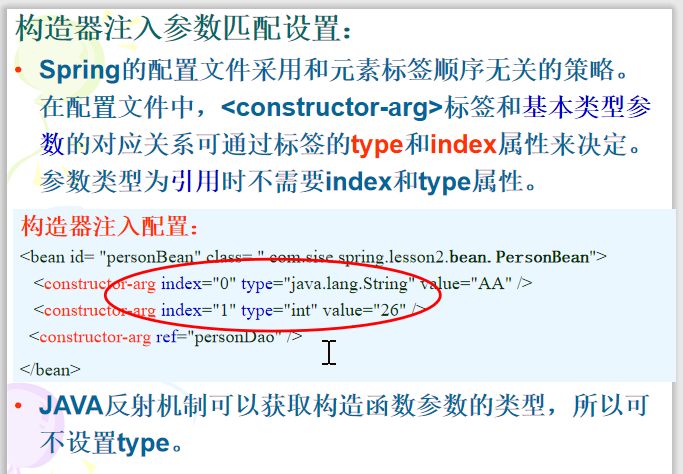 构造器注入参数匹配设置：
• Spring的配置文件采用和元素标签顺序无关的策略。
在配置文件中，<constructor-arg>标签和基本类型参
数的对应关系可通过标签的type和index属性来决定。
参数类型为引用时不需要index和type属性。
构造器注入配置：
<bean id= "personBean" class= " com.sise.spring.lesson2.bean. PersonBean">
<constructor-arg index="0" type="java.lang.String" value="AA" />
<constructor-arg index="1" type="int" value="26" />
<constructor-arg ref="personDao" />
</bean>
• JAVA反射机制可以获取构造函数参数的类型，所以可
不设置type。